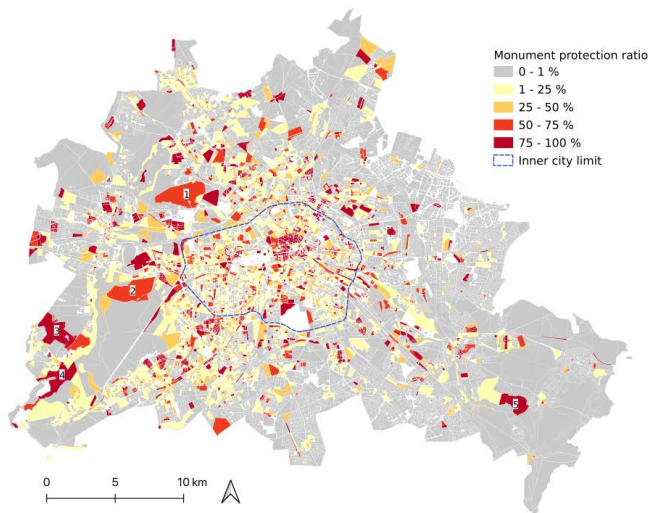 Monument protection ratio
0 - 1 %
1 - 25 %
25 - 50 %
50 - 75 %
75 - 100 %
Inner city limit
1
2
3
4
5
0 5 10 km